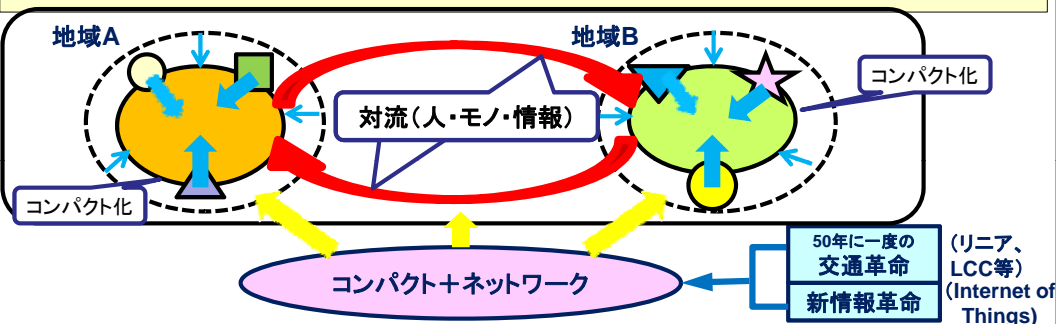 地域A
地域B
コンパクト化
対流(人・モノ・情報)
コンパクト化
コンパクト+ネットワーク
50年に一度の
交通革命
新情報革命
(リニア、
LCC等)
(Internet of
Things)